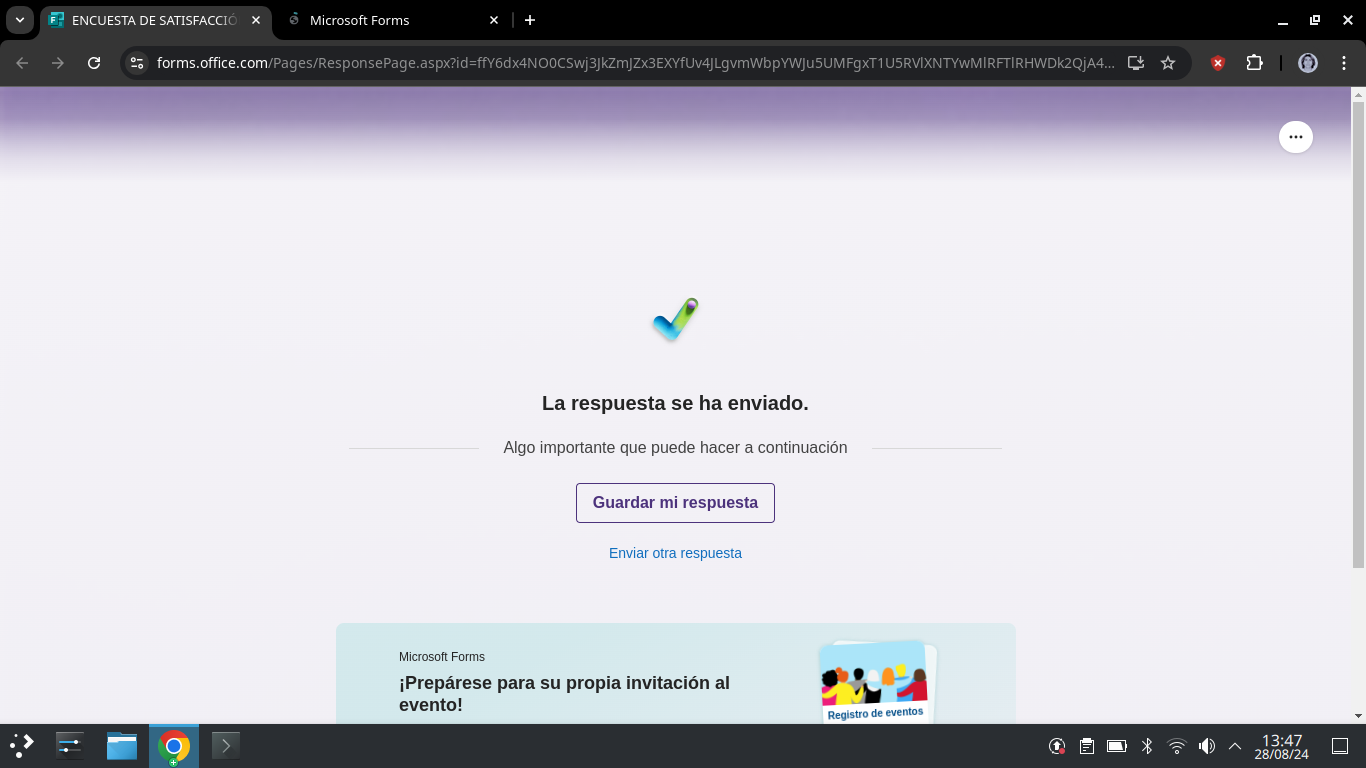 ENCUESTA DE SATISFACCIÓ
Microsoft Forms
forms.office.com/Pages/ResponsePage.aspx?id=ffY6dx4NO0CSwj3JkZmJZx3EXYfUv4JLgvmWbpYWJu5UMFgxT1U5RVlXNTYwMlRFTlRHWDk2QjA4...
La respuesta se ha enviado.
Algo importante que puede hacer a continuación
Guardar mi respuesta
Enviar otra respuesta
Microsoft Forms
¡Prepárese para su propia invitación al
evento!
Registro de eventos
13:47
28/08/24